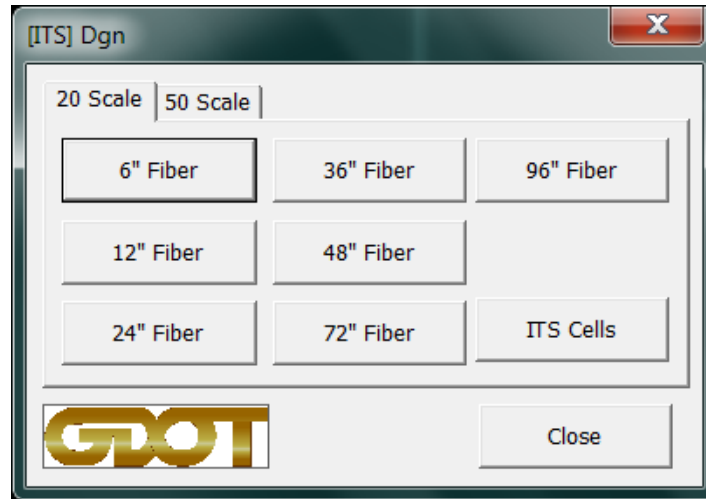 [ITS] Dgn
X
20 Scale 50 Scale
6" Fiber 36" Fiber 96" Fiber
12" Fiber 48" Fiber
24" Fiber 72" Fiber ITS Cells
GDOT Close